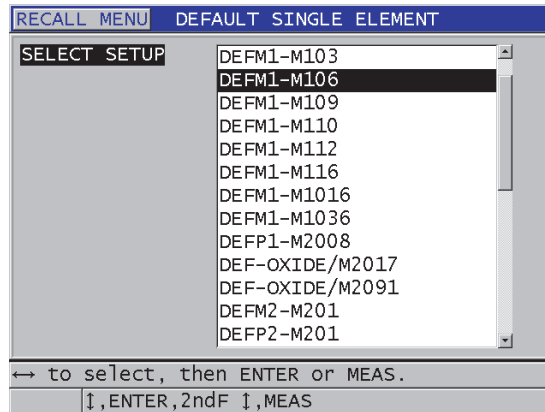 RECALL MENU DEFAULT SINGLE ELEMENT
SELECT SETUP
DEFM1-M103
DEFM1-M106
DEFM1-M109
DEFM1-M110
DEFM1-M112
DEFM1-M116
DEFM1-M1016
DEFM1-M1036
DEFP1-M2008
DEF-OXIDE/M2017
DEF-OXIDE/M2091
DEFM2-M201
DEFP2-M201
↔ to select, then ENTER or MEAS.
↕,ENTER,2ndF ↕,MEAS